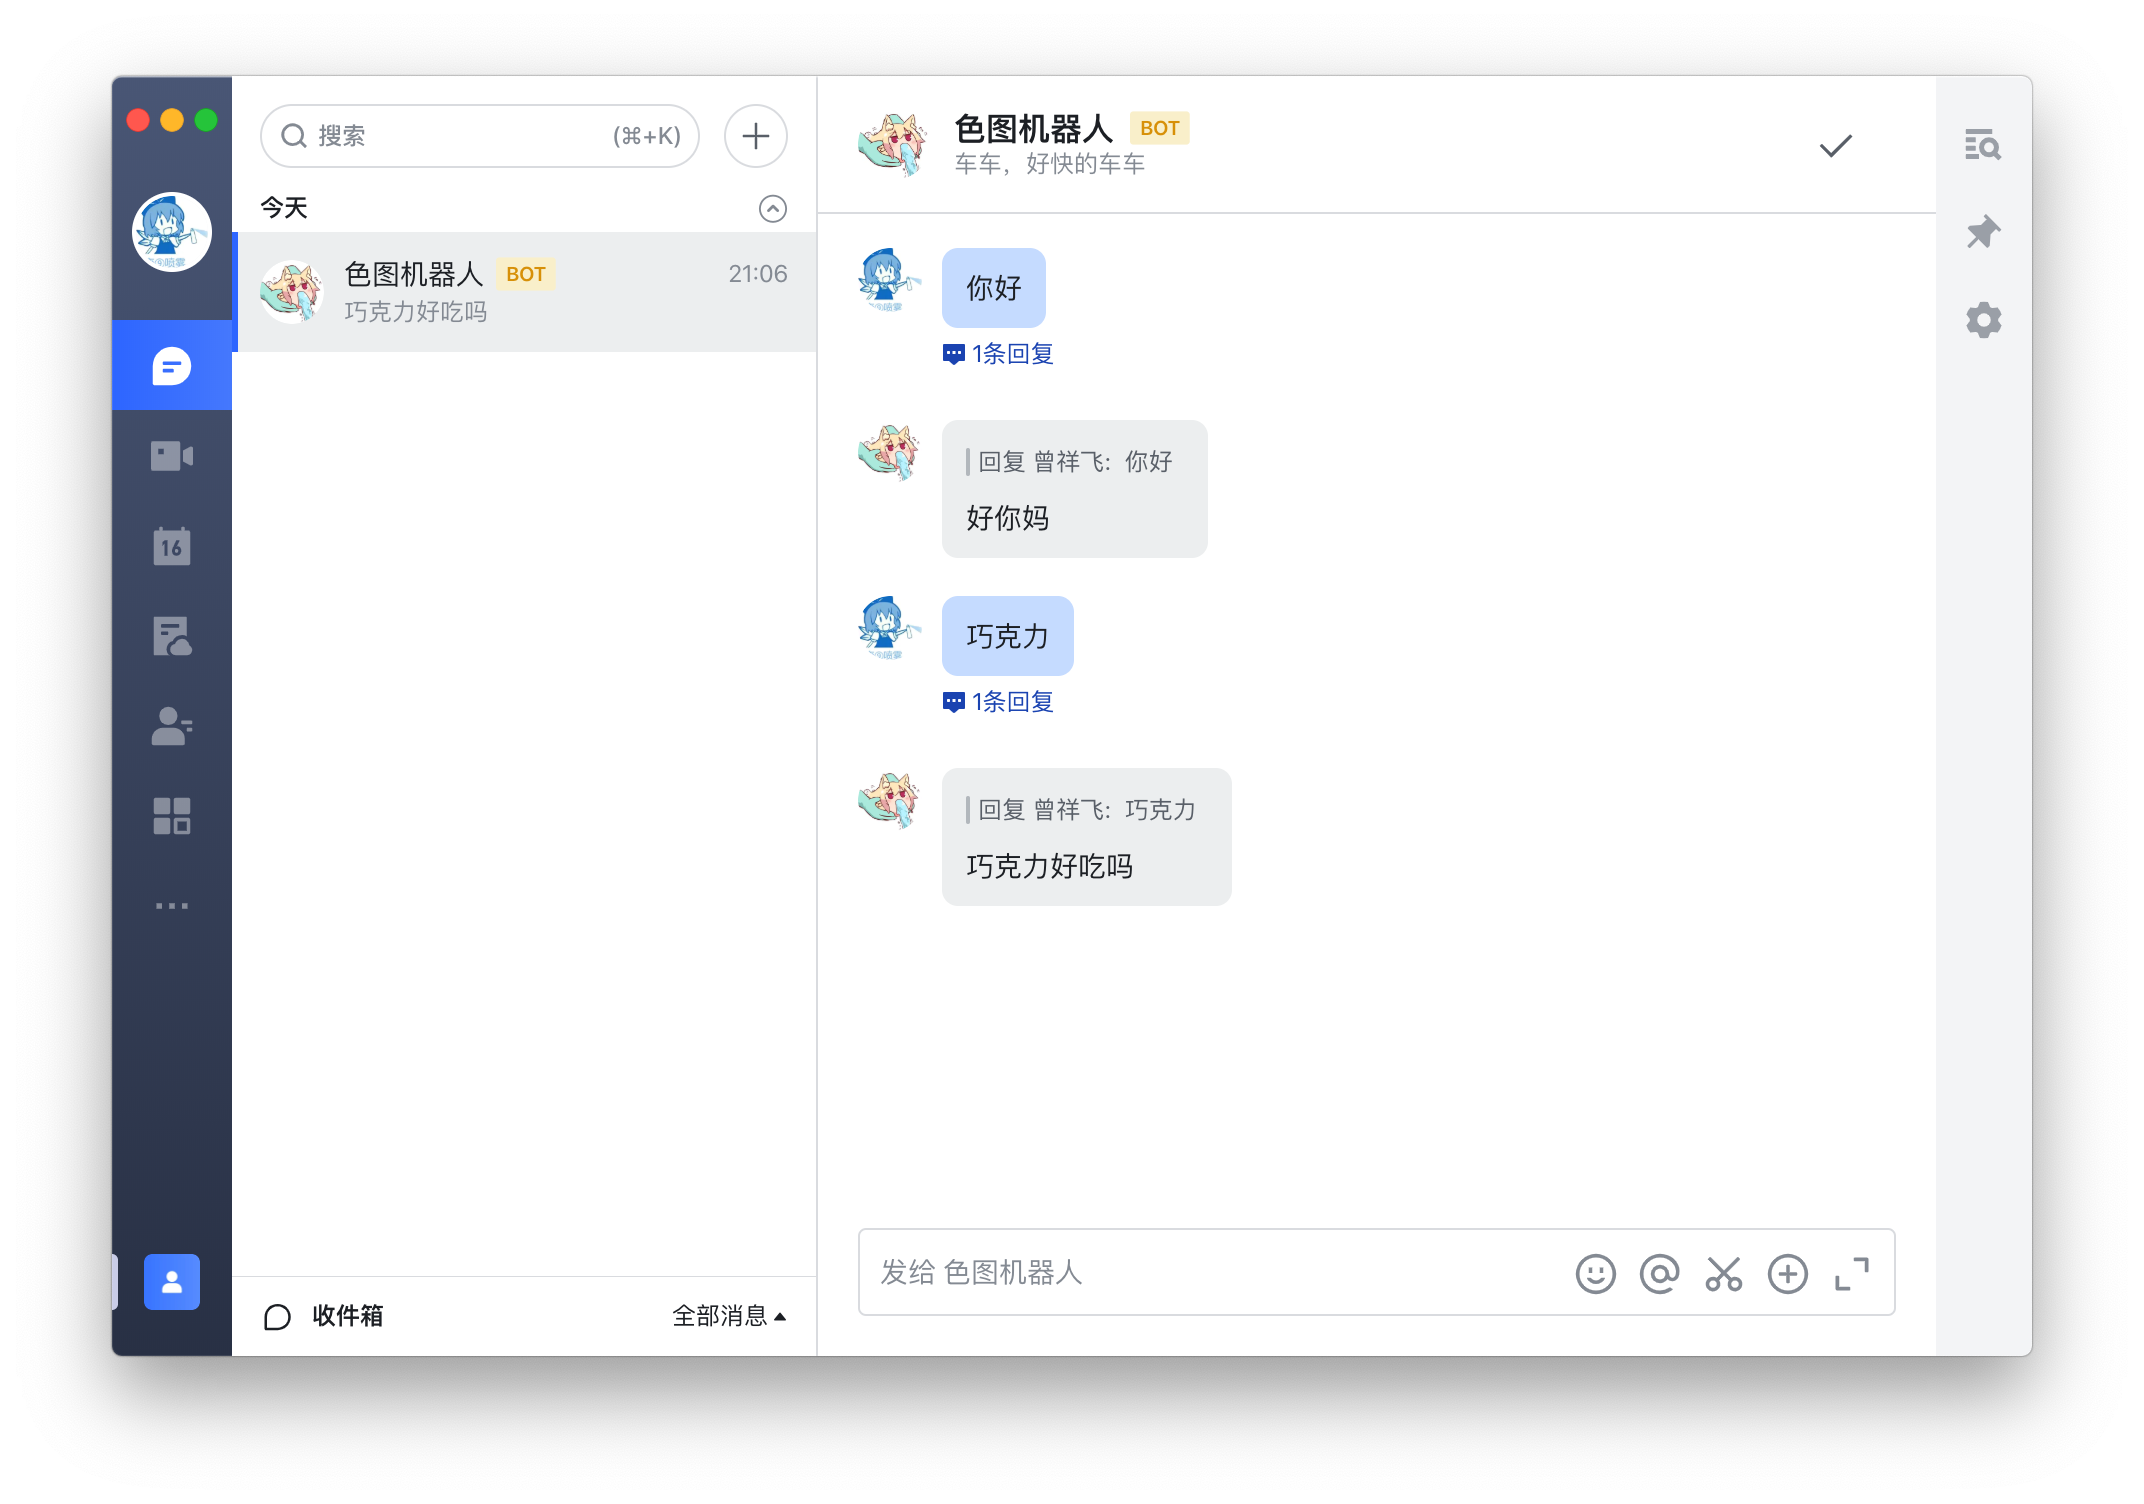 搜索 (⌘+K)
今天
色图机器人 BOT 21:06
巧克力好吃吗
16
收件箱 全部消息
色图机器人 BOT
车车，好快的车车
你好
1条回复
回复 曾祥飞: 你好
好你妈
巧克力
1条回复
回复 曾祥飞: 巧克力
巧克力好吃吗
发给 色图机器人